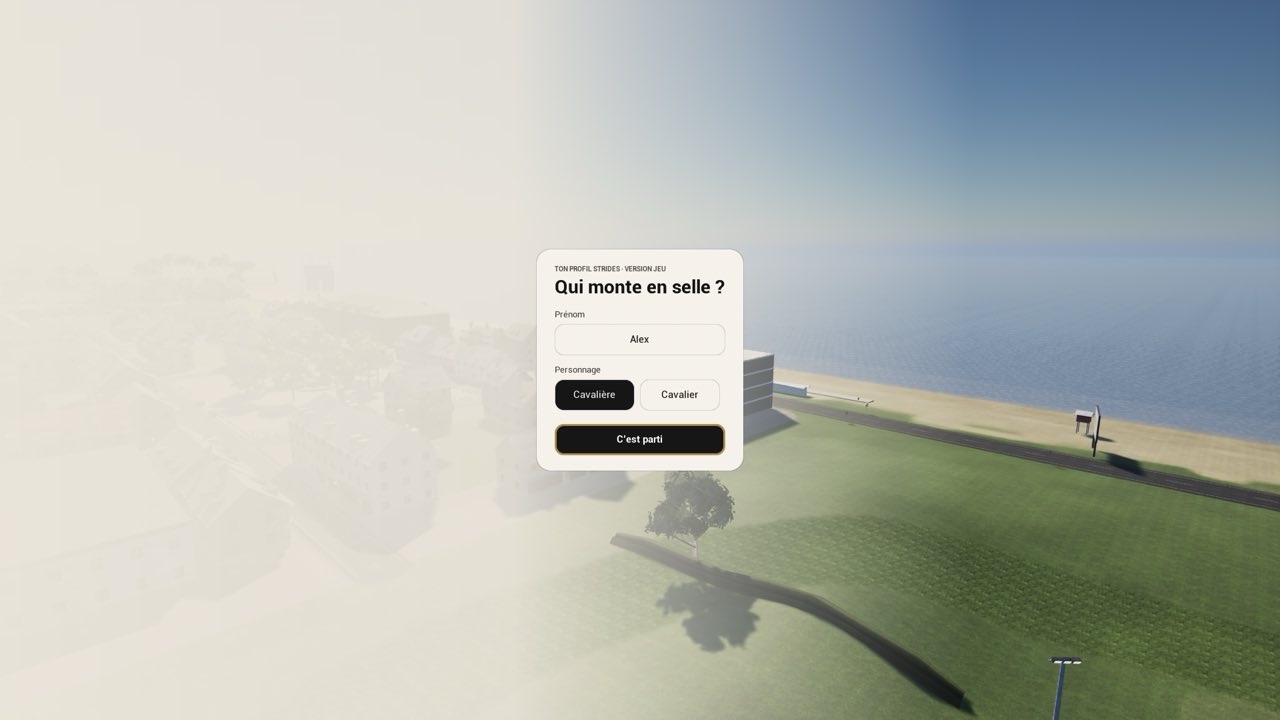 TON PROFIL STRIDES · VERSION JEU
Qui monte en selle ?
Prénom
Alex
Personnage
Cavalière
Cavalier
C'est parti